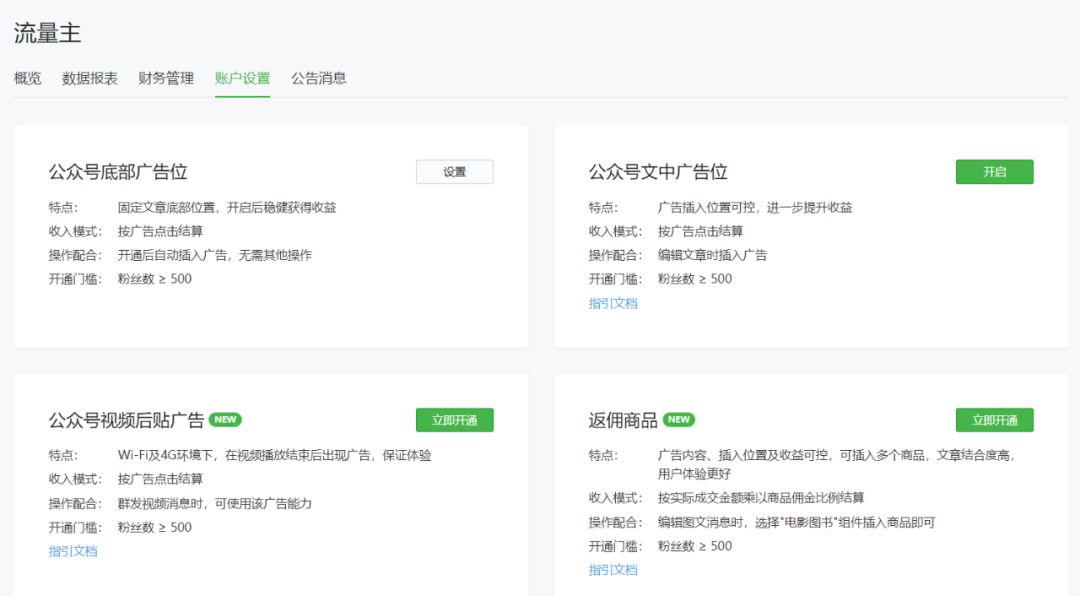 流量主
概览 数据报表 财务管理 账户设置 公告消息
公众号底部广告位 设置
特点： 固定文章底部位置，开启后稳健获得收益
收入模式： 按广告点击结算
操作配合： 开通后自动插入广告，无需其他操作
开通门槛： 粉丝数 ≥ 500
公众号文中广告位 开启
特点： 广告插入位置可控，进一步提升收益
收入模式： 按广告点击结算
操作配合： 编辑文章时插入广告
开通门槛： 粉丝数 ≥ 500
指引文档
公众号视频后贴广告 NEW 立即开通
特点： Wi-Fi及4G环境下，在视频播放结束后出现广告，保证体验
收入模式： 按广告点击结算
操作配合： 群发视频消息时，可使用该广告能力
开通门槛： 粉丝数 ≥ 500
指引文档
返佣商品 NEW 立即开通
特点： 广告内容、插入位置及收益可控，可插入多个商品，文章结合度高，
用户体验更好
收入模式： 按实际成交金额乘以商品佣金比例结算
操作配合： 编辑图文消息时，选择"电影图书"组件插入商品即可
开通门槛： 粉丝数 ≥ 500
指引文档